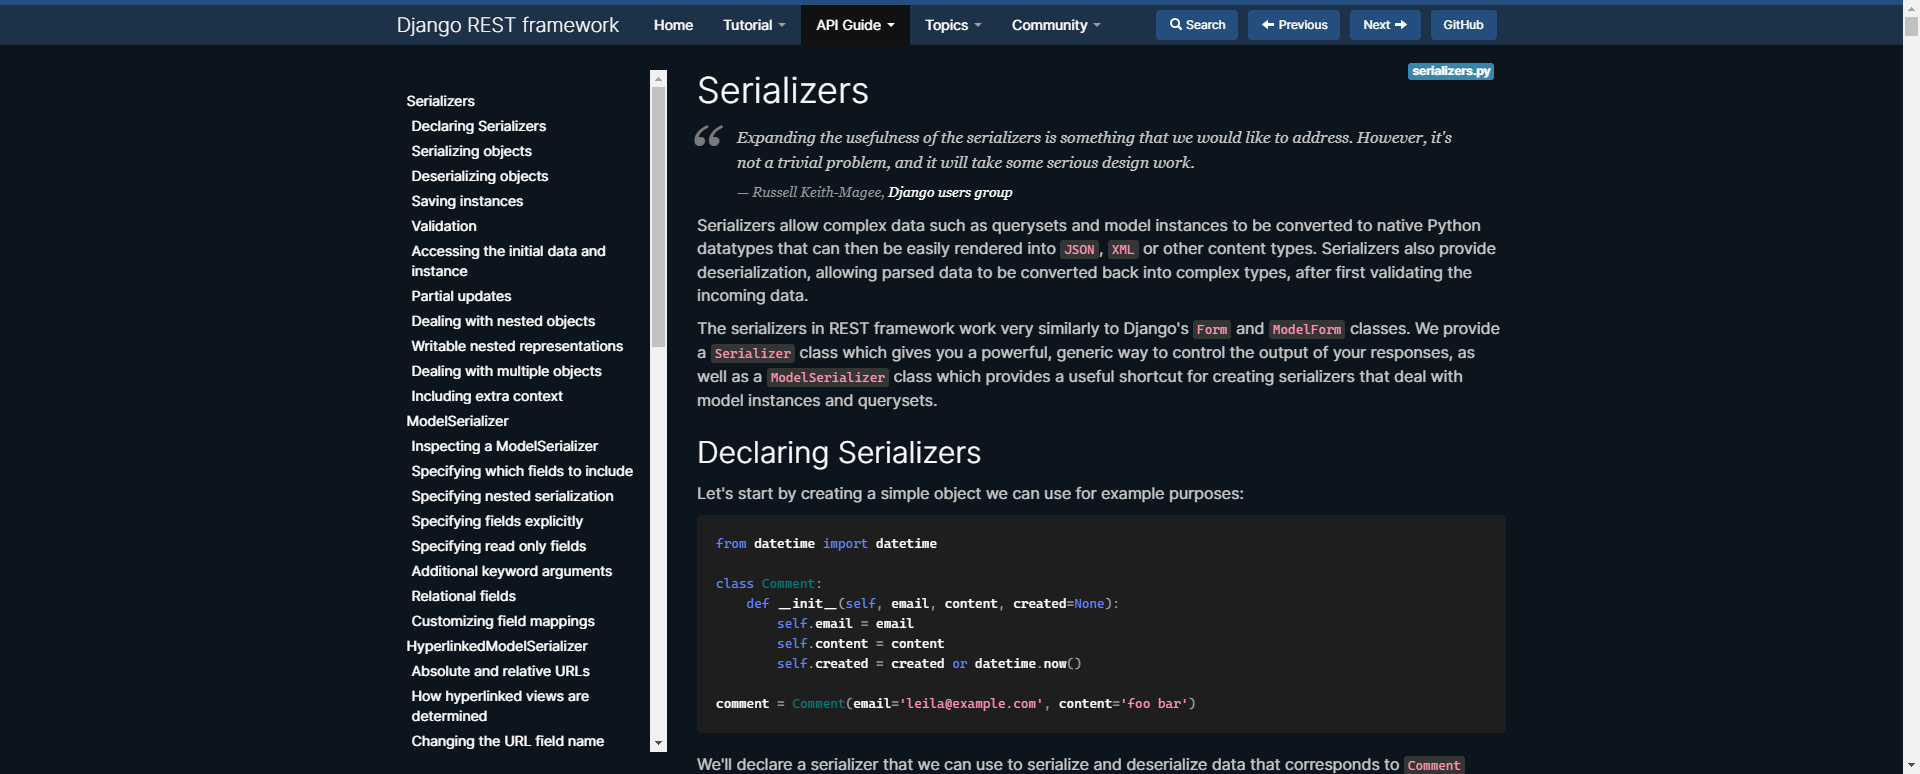 Django REST framework Home Tutorial API Guide Topics Community Search Previous Next GitHub
Serializers
Declaring Serializers
Serializing objects
Deserializing objects
Saving instances
Validation
Accessing the initial data and
instance
Partial updates
Dealing with nested objects
Writable nested representations
Dealing with multiple objects
Including extra context
ModelSerializer
Inspecting a ModelSerializer
Specifying which fields to include
Specifying nested serialization
Specifying fields explicitly
Specifying read only fields
Additional keyword arguments
Relational fields
Customizing field mappings
HyperlinkedModelSerializer
Absolute and relative URLs
How hyperlinked views are
determined
Changing the URL field name
serializers.py
Serializers
“ Expanding the usefulness of the serializers is something that we would like to address. However, it's
not a trivial problem, and it will take some serious design work.
— Russell Keith-Magee, Django users group
Serializers allow complex data such as querysets and model instances to be converted to native Python
datatypes that can then be easily rendered into JSON, XML or other content types. Serializers also provide
deserialization, allowing parsed data to be converted back into complex types, after first validating the
incoming data.
The serializers in REST framework work very similarly to Django's Form and ModelForm classes. We provide
a Serializer class which gives you a powerful, generic way to control the output of your responses, as
well as a ModelSerializer class which provides a useful shortcut for creating serializers that deal with
model instances and querysets.
Declaring Serializers
Let's start by creating a simple object we can use for example purposes:
from datetime import datetime
class Comment:
def __init__(self, email, content, created=None):
self.email = email
self.content = content
self.created = created or datetime.now()
comment = Comment(email='leila@example.com', content='foo bar')
We'll declare a serializer that we can use to serialize and deserialize data that corresponds to Comment